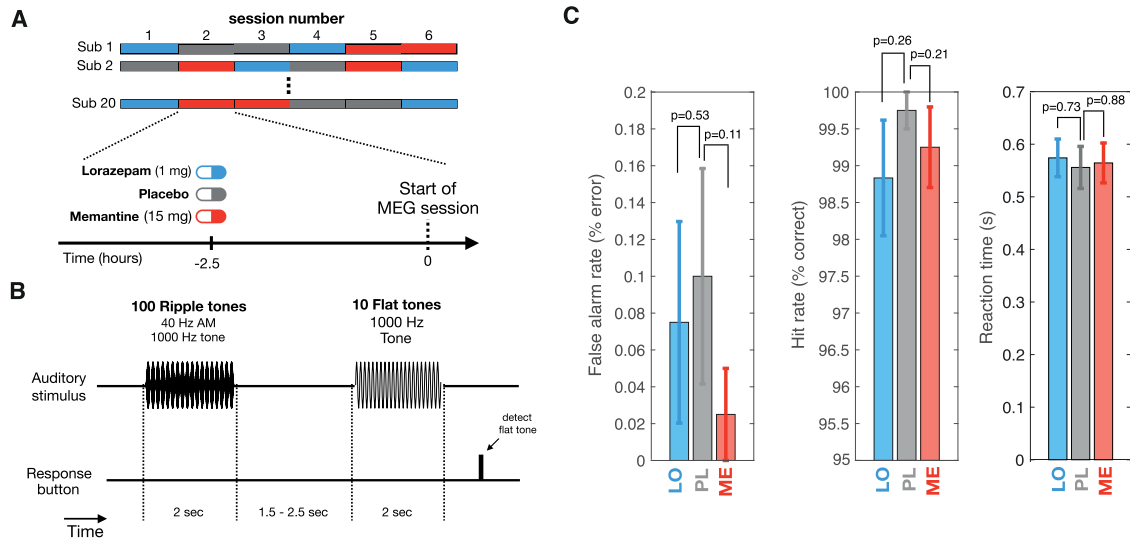 A
session number
1 2 3 4 5 6
Sub 1
Sub 2
Sub 20
Lorazepam (1 mg)
Placebo
Memantine (15 mg)
Start of
MEG session
Time (hours)
-2.5
0
B
100 Ripple tones
40 Hz AM
1000 Hz tone
10 Flat tones
1000 Hz
Tone
Auditory
stimulus
detect
flat tone
Response
button
2 sec
1.5 - 2.5 sec
2 sec
Time
C
False alarm rate (% error)
0.2
0.18
0.16
0.14
0.12
0.1
0.08
0.06
0.04
0.02
0
p=0.53
p=0.11
LO PL ME
Hit rate (% correct)
100
99.5
99
98.5
98
97.5
97
96.5
96
95.5
95
p=0.26
p=0.21
LO PL ME
Reaction time (s)
0.7
0.6
0.5
0.4
0.3
0.2
0.1
0
p=0.73
p=0.88
LO PL ME